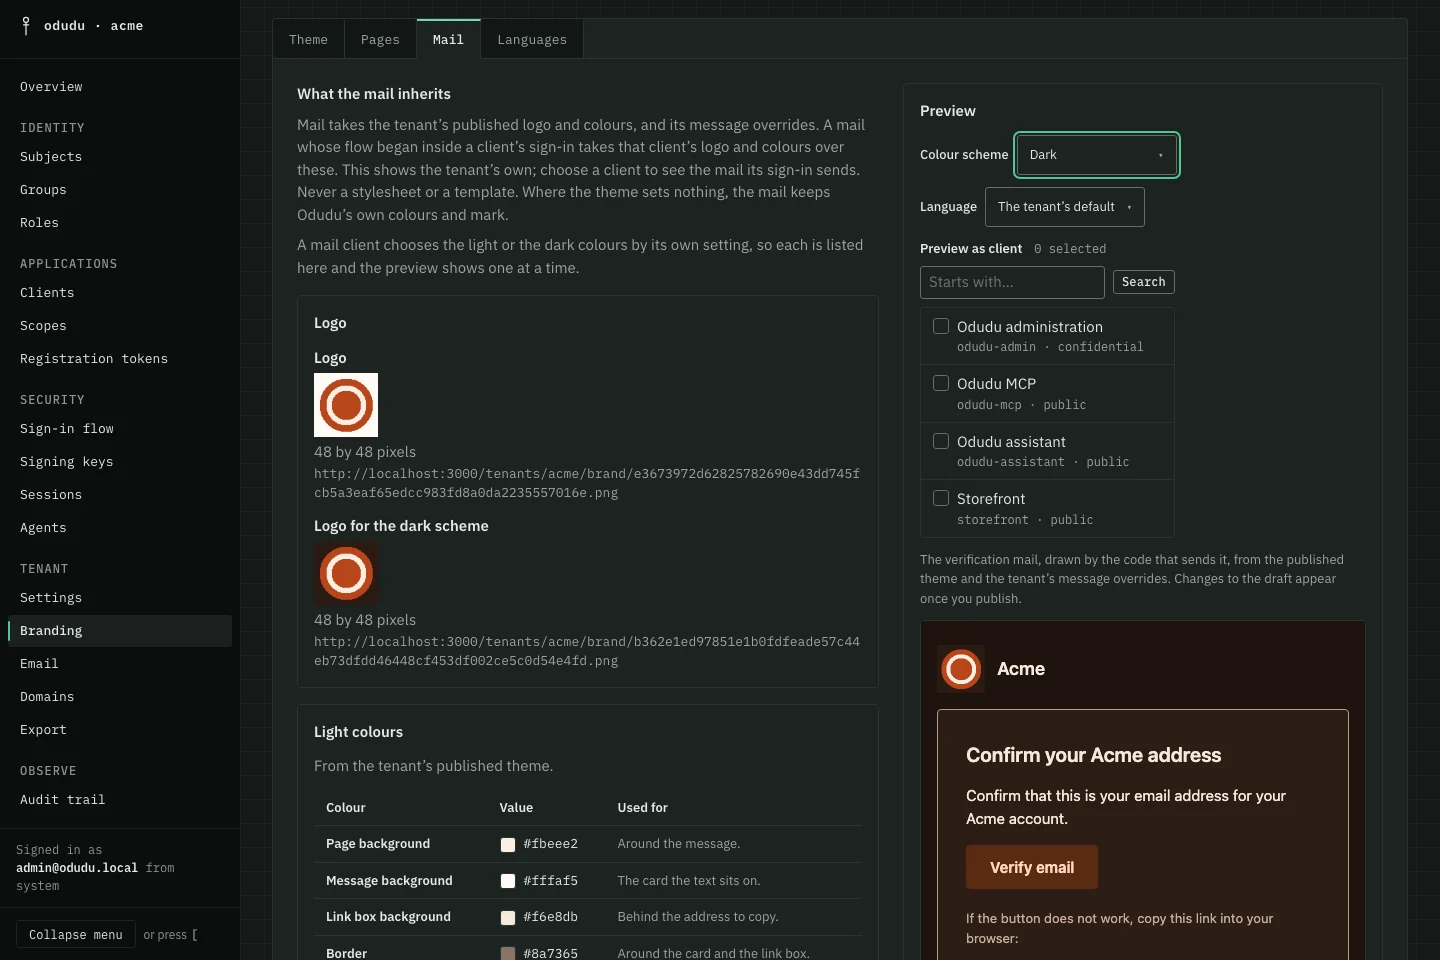 odudu · acme
Overview
IDENTITY
Subjects
Groups
Roles
APPLICATIONS
Clients
Scopes
Registration tokens
SECURITY
Sign-in flow
Signing keys
Sessions
Agents
TENANT
Settings
Branding
Email
Domains
Export
OBSERVE
Audit trail
Signed in as
admin@odudu.local from
system
Collapse menu or press [
Theme Pages Mail Languages
What the mail inherits
Mail takes the tenant’s published logo and colours, and its message overrides. A mail
whose flow began inside a client’s sign-in takes that client’s logo and colours over
these. This shows the tenant’s own; choose a client to see the mail its sign-in sends.
Never a stylesheet or a template. Where the theme sets nothing, the mail keeps
Odudu’s own colours and mark.
A mail client chooses the light or the dark colours by its own setting, so each is listed
here and the preview shows one at a time.
Logo
Logo
48 by 48 pixels
http://localhost:3000/tenants/acme/brand/e3673972d62825782690e43dd745f
cb5a3eaf65edcc983fd8a0da2235557016e.png
Logo for the dark scheme
48 by 48 pixels
http://localhost:3000/tenants/acme/brand/b362e1ed97851e1b0fdfeade57c44
eb73dfdd46448cf453df002ce5c0d54e4fd.png
Light colours
From the tenant’s published theme.
Colour Value Used for
Page background #fbeee2 Around the message.
Message background #fffaf5 The card the text sits on.
Link box background #f6e8db Behind the address to copy.
Border #8a7365 Around the card and the link box.
Preview
Colour scheme Dark
Language The tenant’s default
Preview as client 0 selected
Starts with... Search
Odudu administration
odudu-admin · confidential
Odudu MCP
odudu-mcp · public
Odudu assistant
odudu-assistant · public
Storefront
storefront · public
The verification mail, drawn by the code that sends it, from the published
theme and the tenant’s message overrides. Changes to the draft appear
once you publish.
Acme
Confirm your Acme address
Confirm that this is your email address for your
Acme account.
Verify email
If the button does not work, copy this link into your
browser: